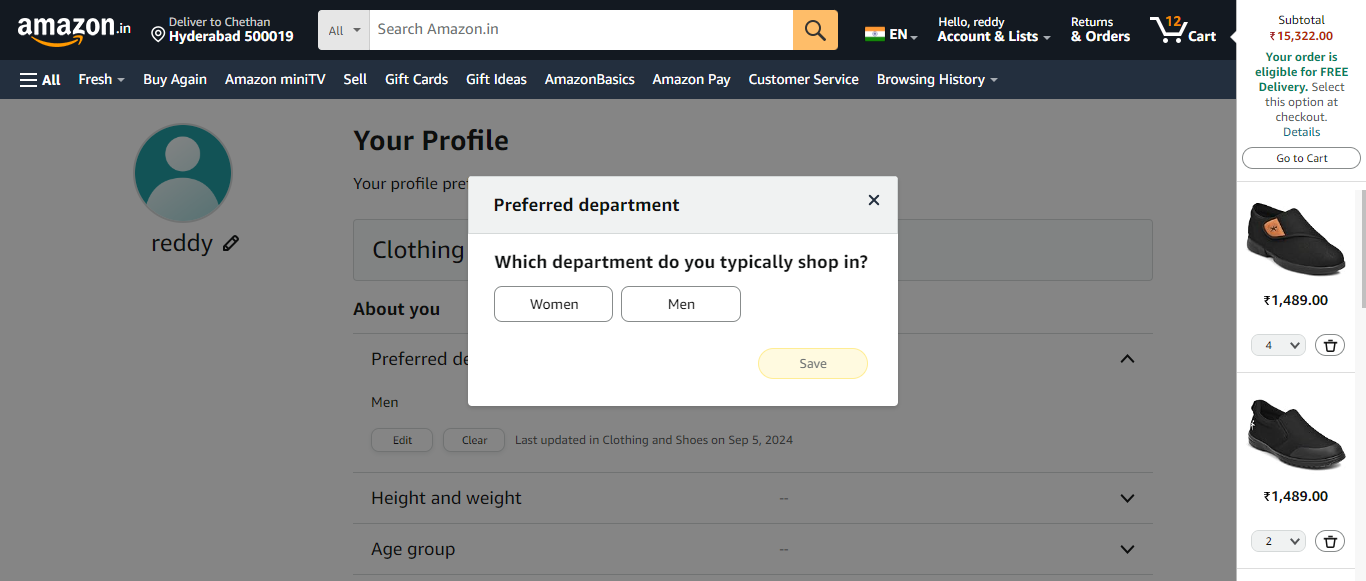 amazon.in
Deliver to Chethan
Hyderabad 500019
All
Search Amazon.in
EN
Hello, reddy
Account & Lists
Returns
& Orders
12
Cart
All
Fresh
Buy Again
Amazon miniTV
Sell
Gift Cards
Gift Ideas
AmazonBasics
Amazon Pay
Customer Service
Browsing History
Subtotal
₹15,322.00
Your order is
eligible for FREE
Delivery. Select
this option at
checkout.
Details
Go to Cart
₹1,489.00
4
₹1,489.00
2
reddy
Your Profile
Your profile pre
Clothing
About you
Preferred de
Men
Edit
Clear
Last updated in Clothing and Shoes on Sep 5, 2024
Height and weight
--
Age group
--
Preferred department
Which department do you typically shop in?
Women
Men
Save